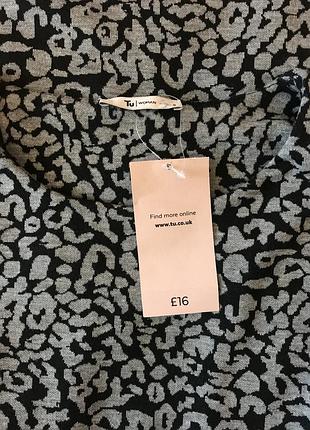 Tu | WOMAN
Find more online
www.tu.co.uk
£16